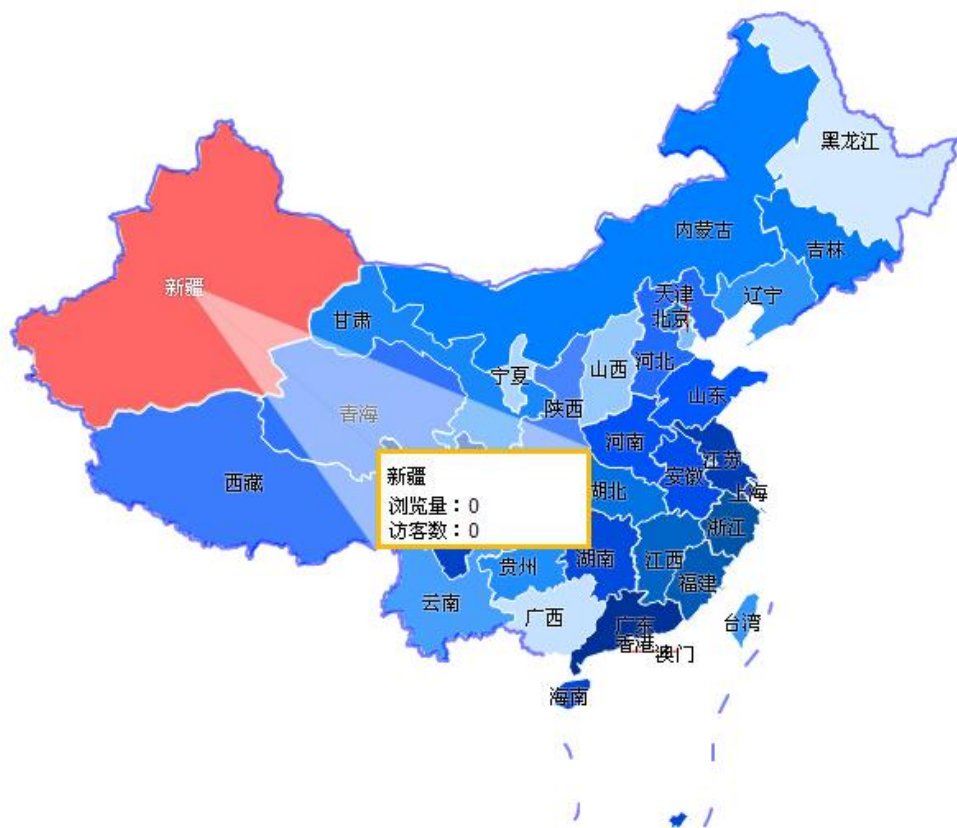 黑龙江
内蒙古
吉林
新疆
天津
辽宁
北京
甘肃
宁夏
山西
河北
山东
青海
陕西
河南
江苏
安徽
西藏
新疆
浏览量：0
访客数：0
湖北
上海
浙江
湖南
江西
贵州
福建
云南
广西
广东
台湾
香港
澳门
海南